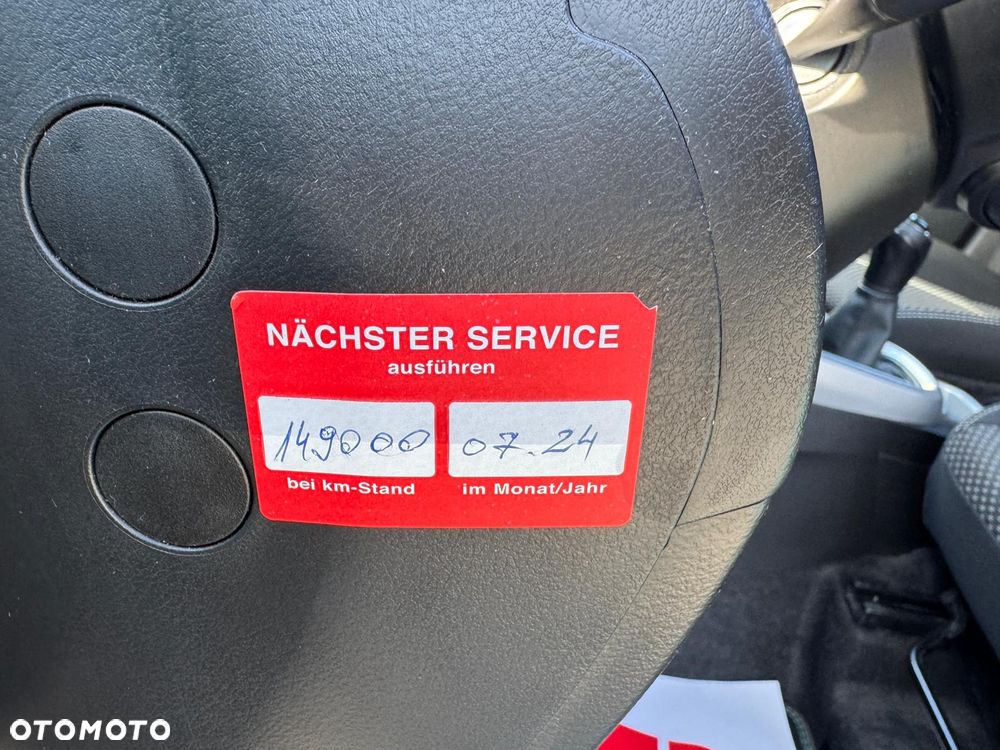 NÄCHSTER SERVICE
ausführen
149000 07.24
bei km-Stand im Monat/Jahr
OTOMOTO